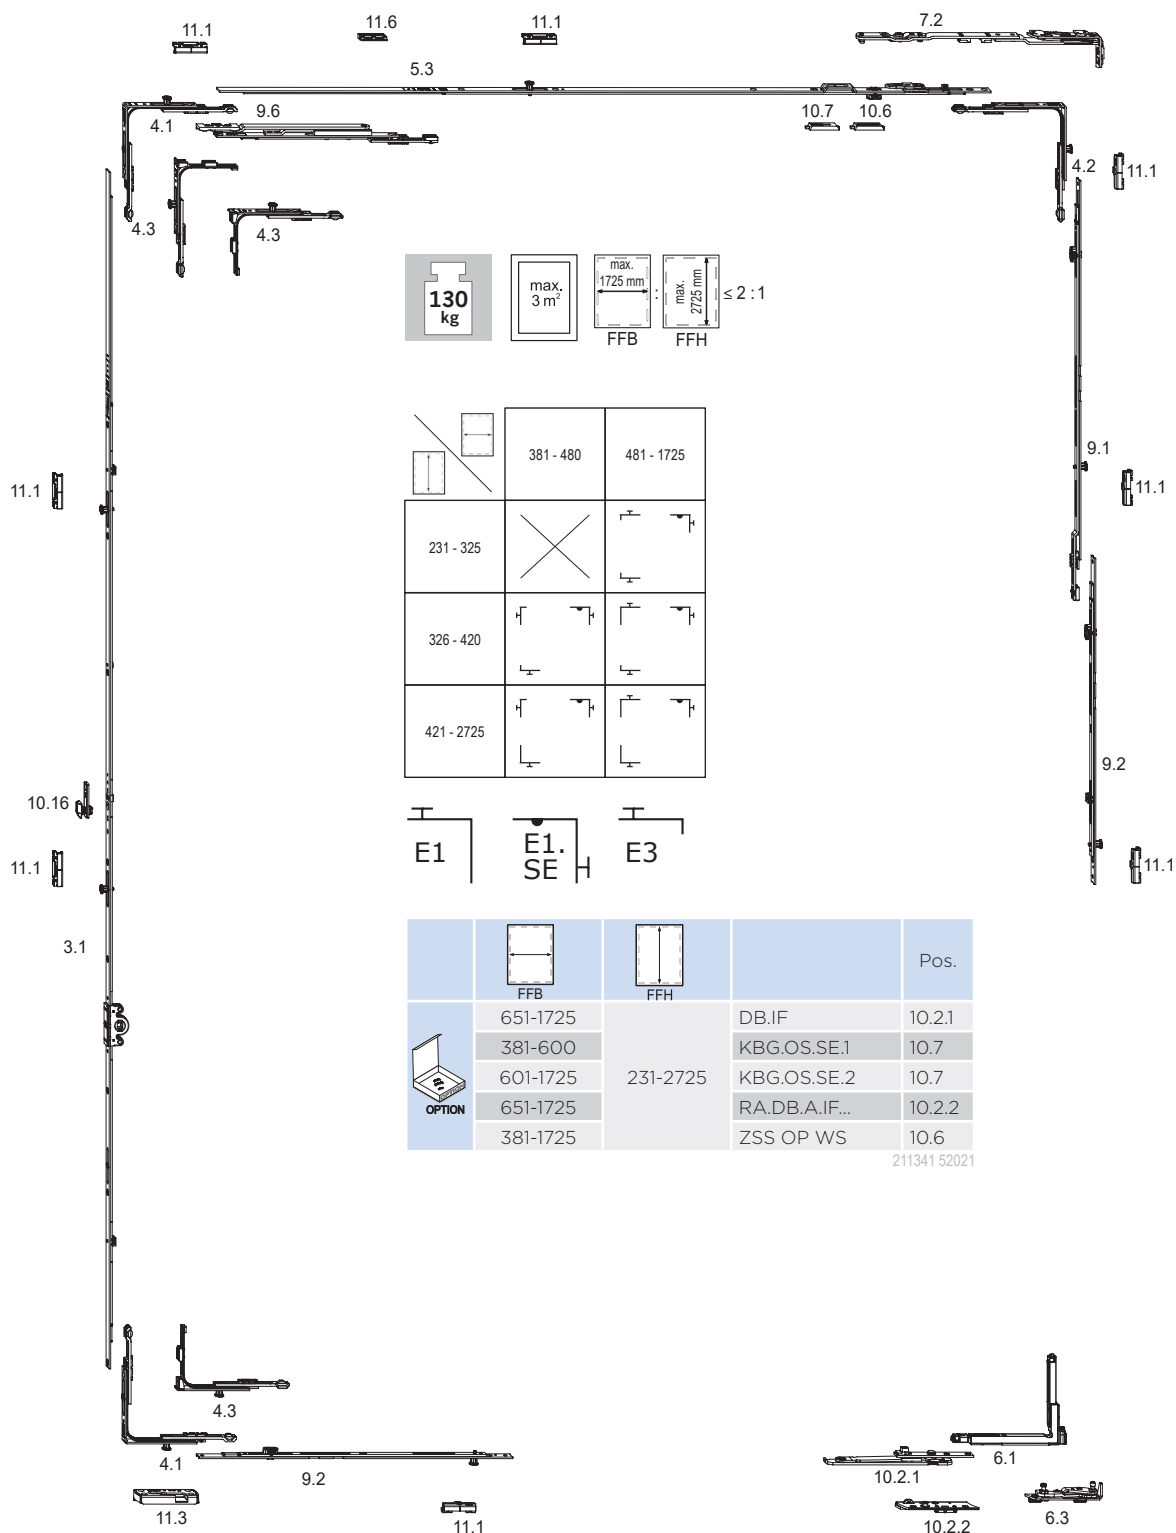 11.1
11.6
11.1
7.2
5.3
4.1
9.6
10.7
10.6
4.2
11.1
4.3
4.3
130
kg
max.
3 m²
max.
1725 mm
FFB
:
max.
2725 mm
FFH
≤ 2 : 1
381 - 480
481 - 1725
231 - 325
326 - 420
421 - 2725
11.1
9.1
11.1
10.16
9.2
11.1
11.1
3.1
E1
E1.
SE
E3
FFB
FFH
Pos.
OPTION
651-1725
231-2725
DB.IF
10.2.1
381-600
KBG.OS.SE.1
10.7
601-1725
KBG.OS.SE.2
10.7
651-1725
RA.DB.A.IF...
10.2.2
381-1725
ZSS OP WS
10.6
211341 52021
4.3
4.1
9.2
11.3
11.1
10.2.1
6.1
10.2.2
6.3